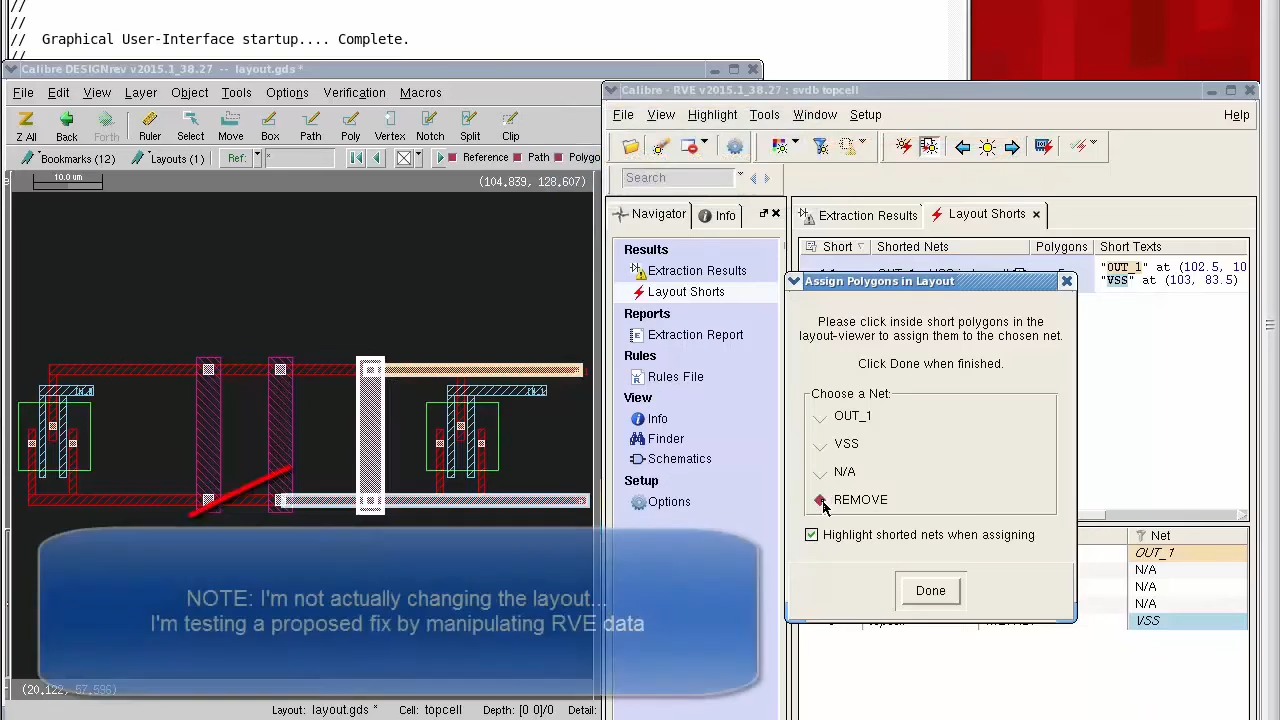 //
//
// Graphical User-Interface startup.... Complete.
//
Calibre DESIGNrev v2015.1_38.27 -- layout.gds *
File Edit View Layer Object Tools Options Verification Macros
Z All Back Forth Ruler Select Move Box Path Poly Vertex Notch Split Clip
Bookmarks (12) Layouts (1) Ref: * Reference Path Polygo
10.0 um (104.839, 128.607)
(20.122, 57.596)
Layout: layout.gds * Cell: topcell Depth: [0 0]/0 Detail:
NOTE: I'm not actually changing the layout...
I'm testing a proposed fix by manipulating RVE data
Calibre - RVE v2015.1_38.27 : svdb topcell
File View Highlight Tools Window Setup Help
Search
Navigator Info
Results
Extraction Results
Layout Shorts
Reports
Extraction Report
Rules
Rules File
View
Info
Finder
Schematics
Setup
Options
Extraction Results Layout Shorts
Short Shorted Nets Polygons Short Texts
"OUT_1" at (102.5, 10
"VSS" at (103, 83.5)
Assign Polygons in Layout
Please click inside short polygons in the
layout-viewer to assign them to the chosen net.
Click Done when finished.
Choose a Net:
OUT_1
VSS
N/A
REMOVE
Highlight shorted nets when assigning
Done
Net
OUT_1
N/A
N/A
N/A
VSS